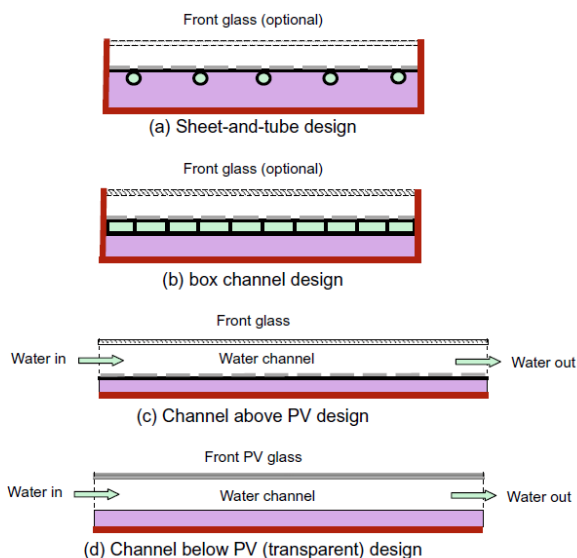 Front glass (optional)
(a) Sheet-and-tube design
Front glass (optional)
(b) box channel design
Front glass
Water in
Water channel
Water out
(c) Channel above PV design
Front PV glass
Water in
Water channel
Water out
(d) Channel below PV (transparent) design